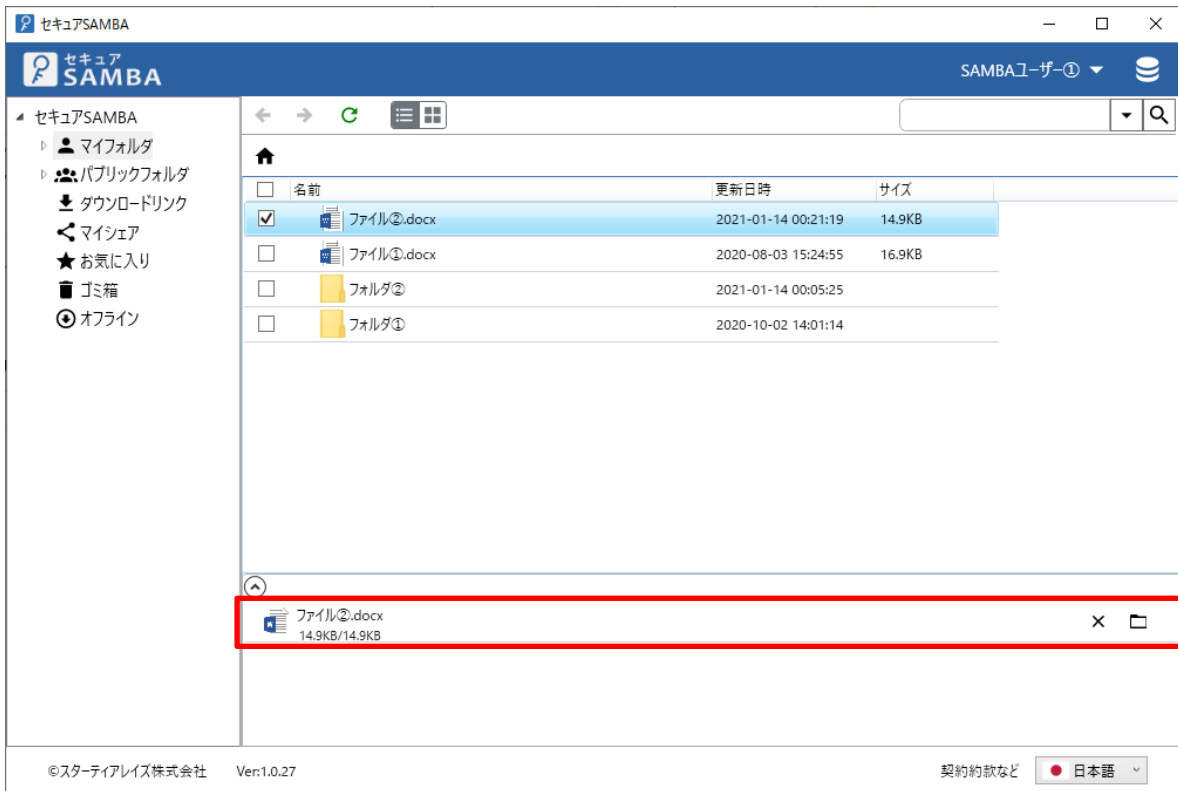 セキュアSAMBA
セキュア
SAMBA
SAMBAユーザー①
セキュアSAMBA
マイフォルダ
パブリックフォルダ
ダウンロードリンク
マイシェア
お気に入り
ゴミ箱
オフライン
名前 更新日時 サイズ
ファイル②.docx 2021-01-14 00:21:19 14.9KB
ファイル①.docx 2020-08-03 15:24:55 16.9KB
フォルダ② 2021-01-14 00:05:25
フォルダ① 2020-10-02 14:01:14
ファイル②.docx
14.9KB/14.9KB
©スターティアレイズ株式会社 Ver:1.0.27 契約約款など 日本語